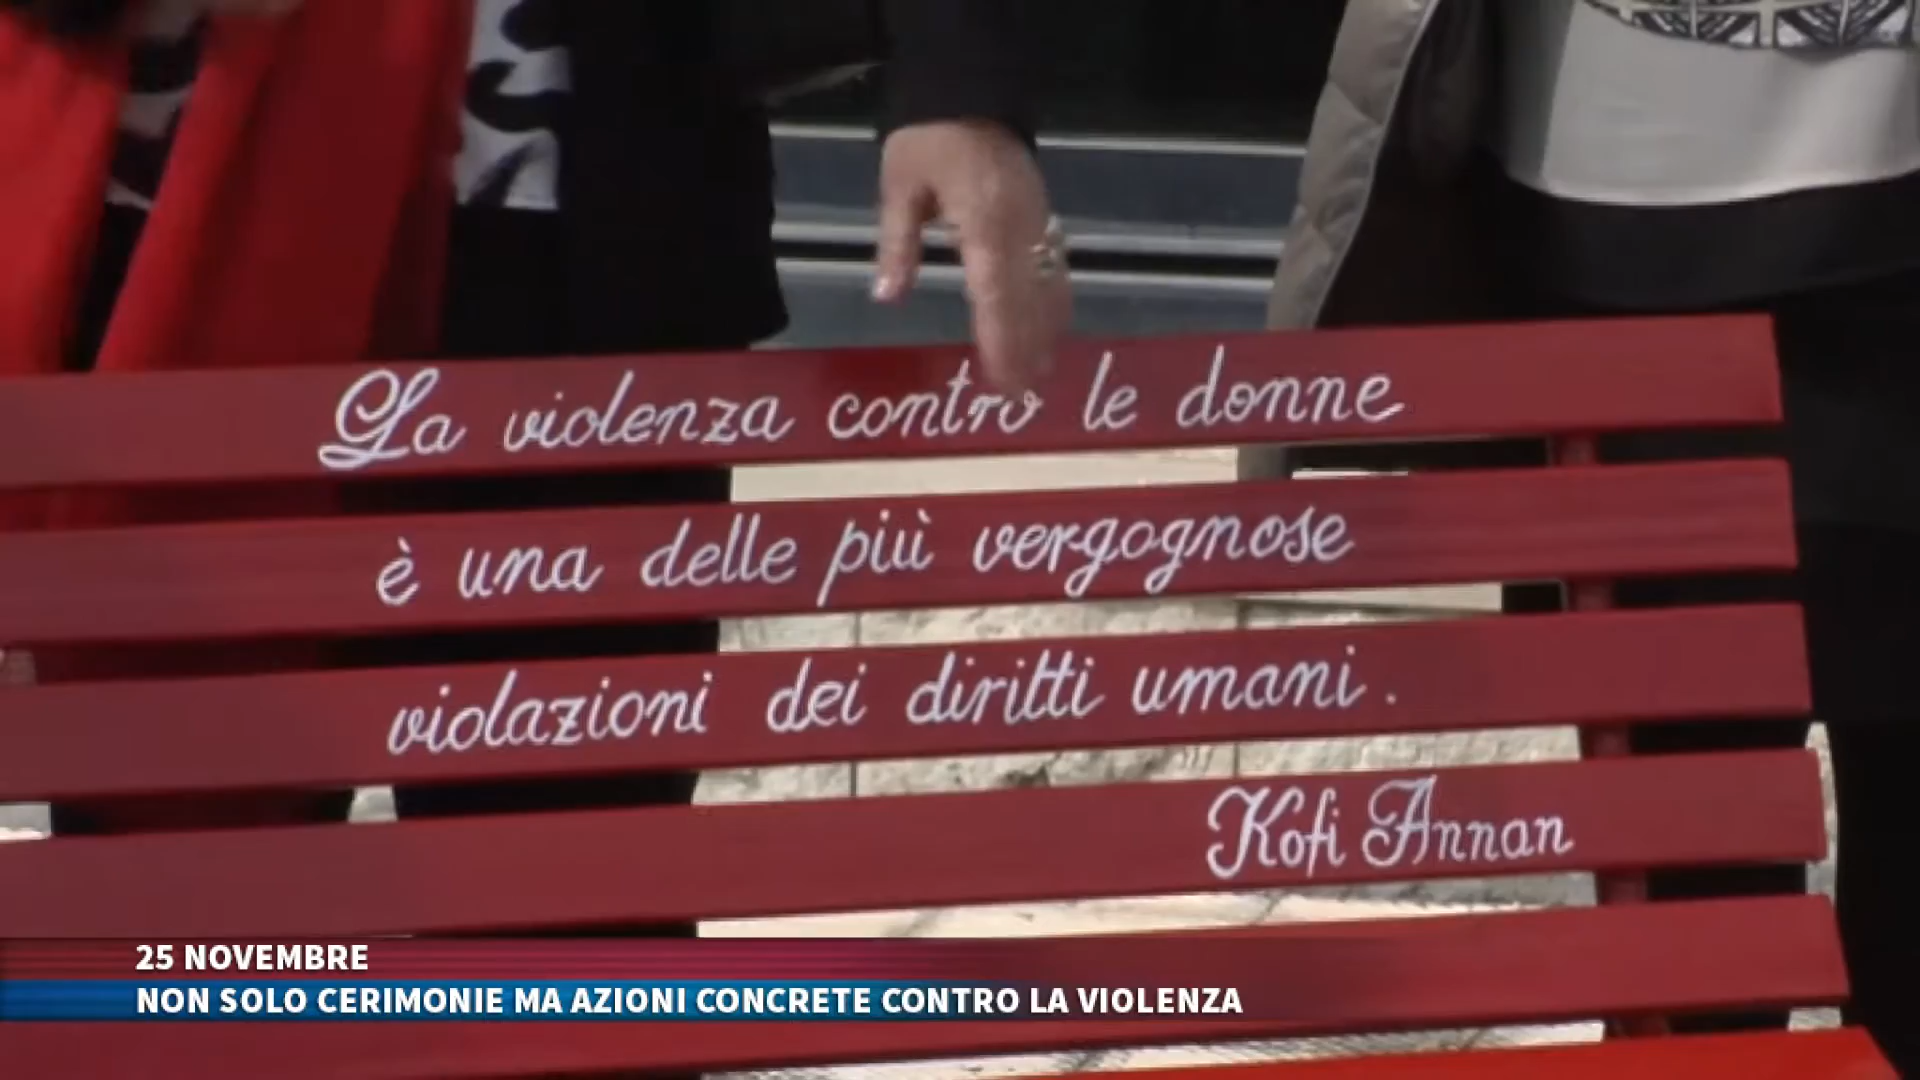 La violenza contro le donne
è una delle più vergognose
violazioni dei diritti umani.
Kofi Annan
25 NOVEMBRE
NON SOLO CERIMONIE MA AZIONI CONCRETE CONTRO LA VIOLENZA